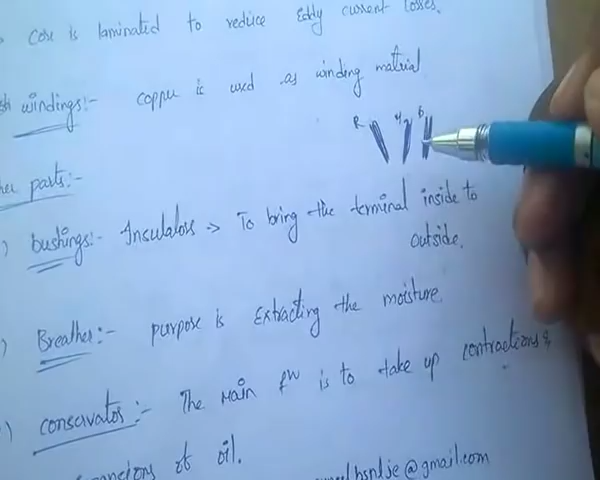 Core is laminated to reduce Eddy current losses.
windings:- copper is used as winding material
R Y B
parts:-
) bushings:- Insulators → To bring the terminal inside to
outside.
) Breather:- purpose is Extracting the moisture.
) conservator:- The main fn is to take up contractions &
of oil.
@gmail.com